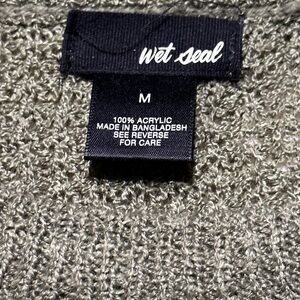 wet seal
M
100% ACRYLIC
MADE IN BANGLADESH
SEE REVERSE
FOR CARE